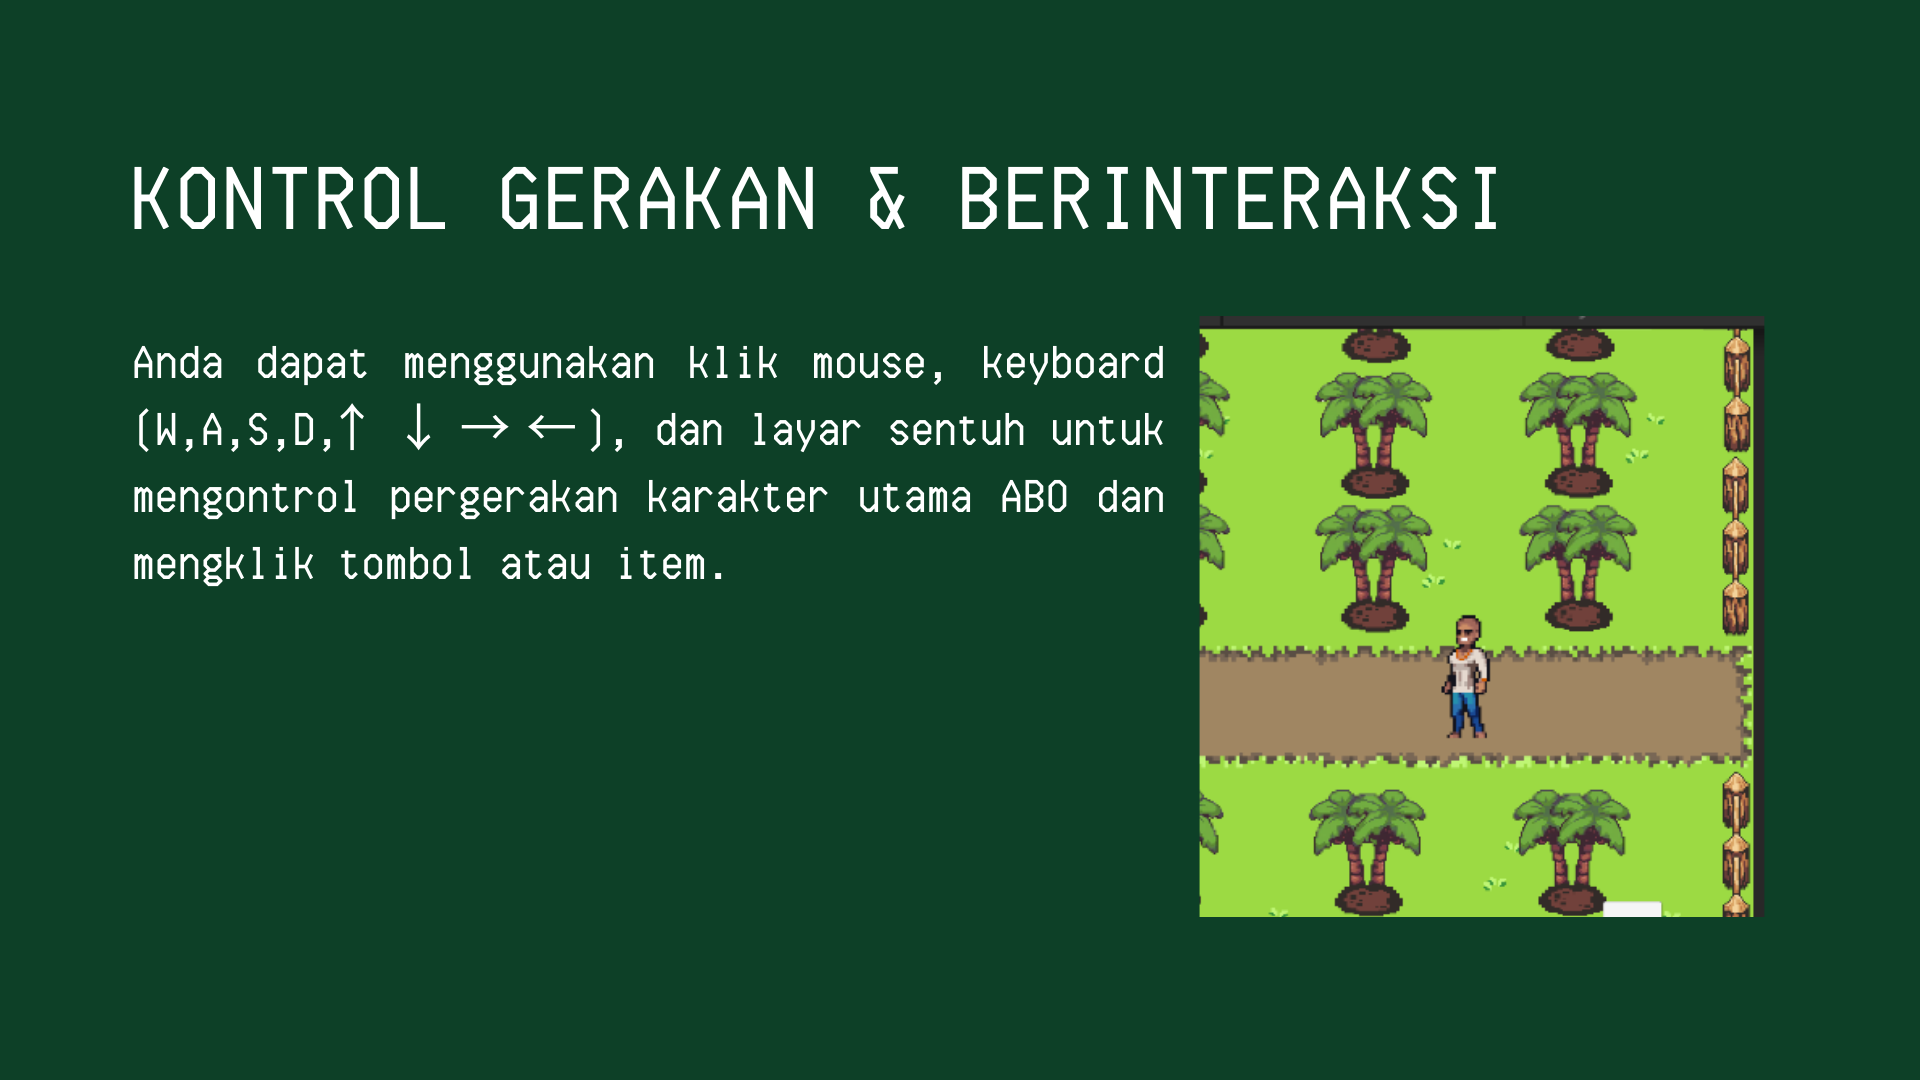 KONTROL GERAKAN & BERINTERAKSI
Anda dapat menggunakan klik mouse, keyboard
(W,A,S,D,↑ ↓ → ←), dan layar sentuh untuk
mengontrol pergerakan karakter utama ABO dan
mengklik tombol atau item.